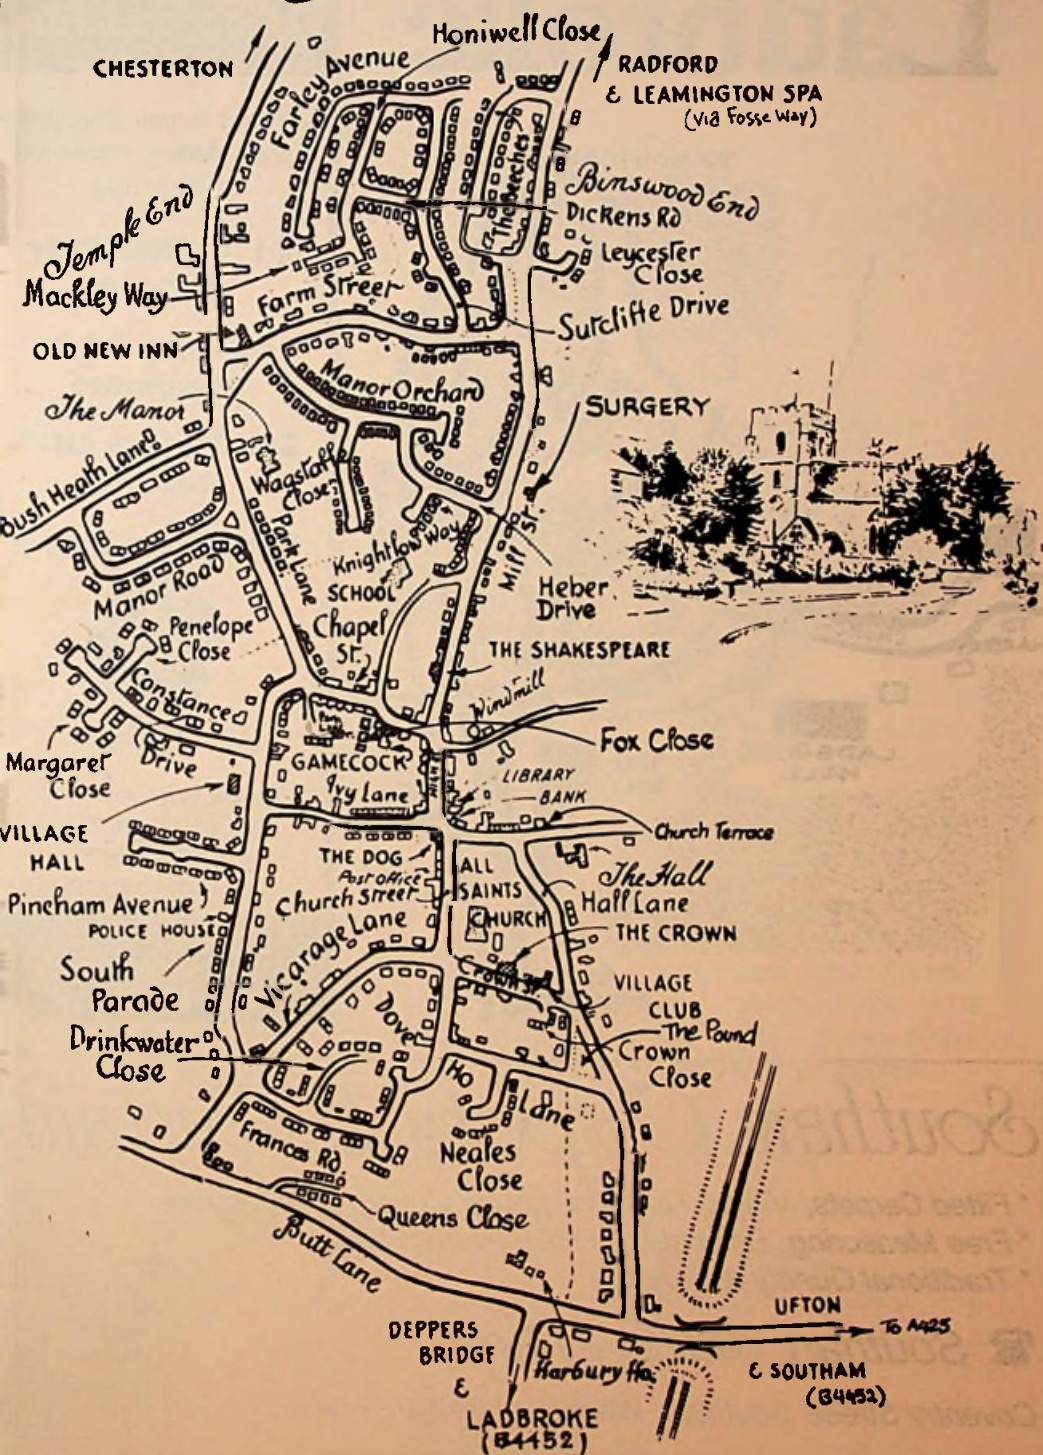 Honiwell Close
CHESTERTON
Farley Avenue
RADFORD
& LEAMINGTON SPA
(Via Fosse Way)
The Beeches
Binswood End
Dickens Rd
Temple End
Leycester
Close
Mackley Way
Farm Street
Sutcliffe Drive
OLD NEW INN
Manor Orchard
The Manor
SURGERY
Bush Heath Lane
Wagstaffe
Close
Park Lane
Knightlow Way
Mill St.
SCHOOL
Heber
Drive
Manor Road
Chapel
St.
Penelope
Close
THE SHAKESPEARE
Constance
Drive
Windmill
Fox Close
Margaret
Close
GAMECOCK
HIGH ST
LIBRARY
BANK
Ivy Lane
VILLAGE
HALL
Church Terrace
THE DOG
Post Office
ALL
SAINTS
CHURCH
The Hall
Hall Lane
Church Street
Pincham Avenue
POLICE HOUSE
THE CROWN
Vicarage Lane
South
Parade
Crown St.
VILLAGE
CLUB
Dove
The Pound
Drinkwater
Close
Crown
Close
Ho
Lane
Frances Rd.
Neales
Close
Queens Close
Butt Lane
UFTON
To A425
DEPPERS
BRIDGE
&
LADBROKE
(B4452)
Harbury Ho.
& SOUTHAM
(B4452)